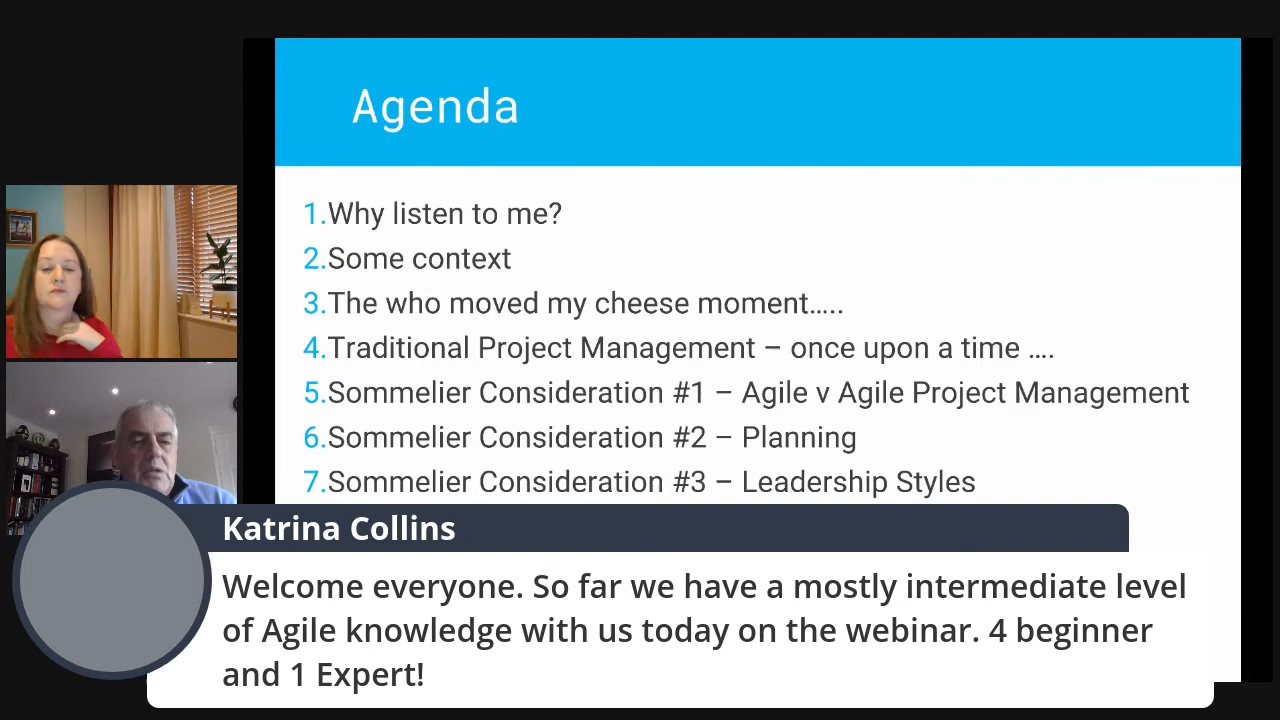 Agenda
1.Why listen to me?
2.Some context
3.The who moved my cheese moment.....
4.Traditional Project Management – once upon a time ....
5.Sommelier Consideration #1 – Agile v Agile Project Management
6.Sommelier Consideration #2 – Planning
7.Sommelier Consideration #3 – Leadership Styles
Katrina Collins
Welcome everyone. So far we have a mostly intermediate level
of Agile knowledge with us today on the webinar. 4 beginner
and 1 Expert!